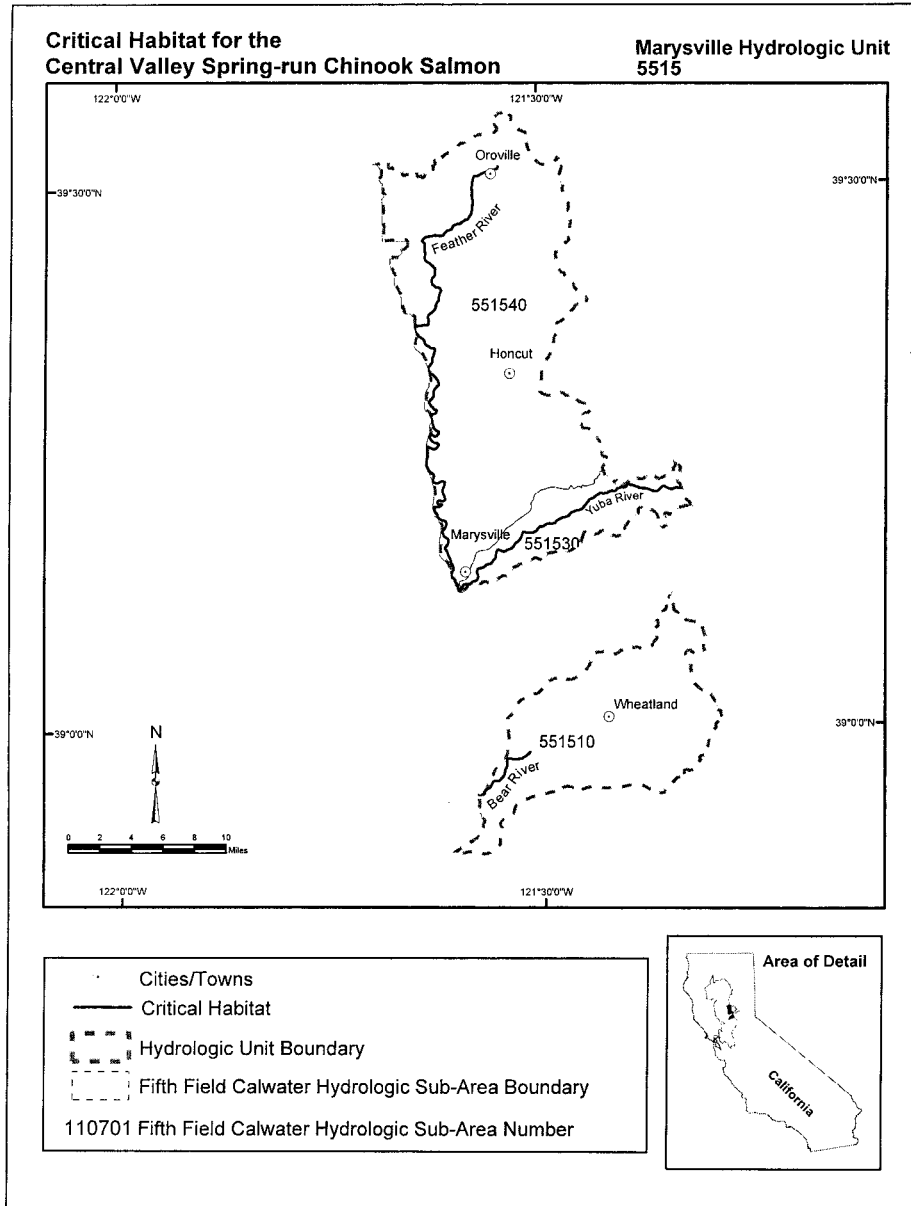 Critical Habitat for the
Central Valley Spring-run Chinook Salmon
Marysville Hydrologic Unit
5515
122°0'0"W
121°30'0"W
39°30'0"N
39°30'0"N
Oroville
Feather River
551540
Honcut
Yuba River
Marysville
551530
Wheatland
39°0'0"N
39°0'0"N
N
551510
Bear River
0 2 4 6 8 10
Miles
122°0'0"W
121°30'0"W
Cities/Towns
Critical Habitat
Hydrologic Unit Boundary
Fifth Field Calwater Hydrologic Sub-Area Boundary
110701 Fifth Field Calwater Hydrologic Sub-Area Number
Area of Detail
California